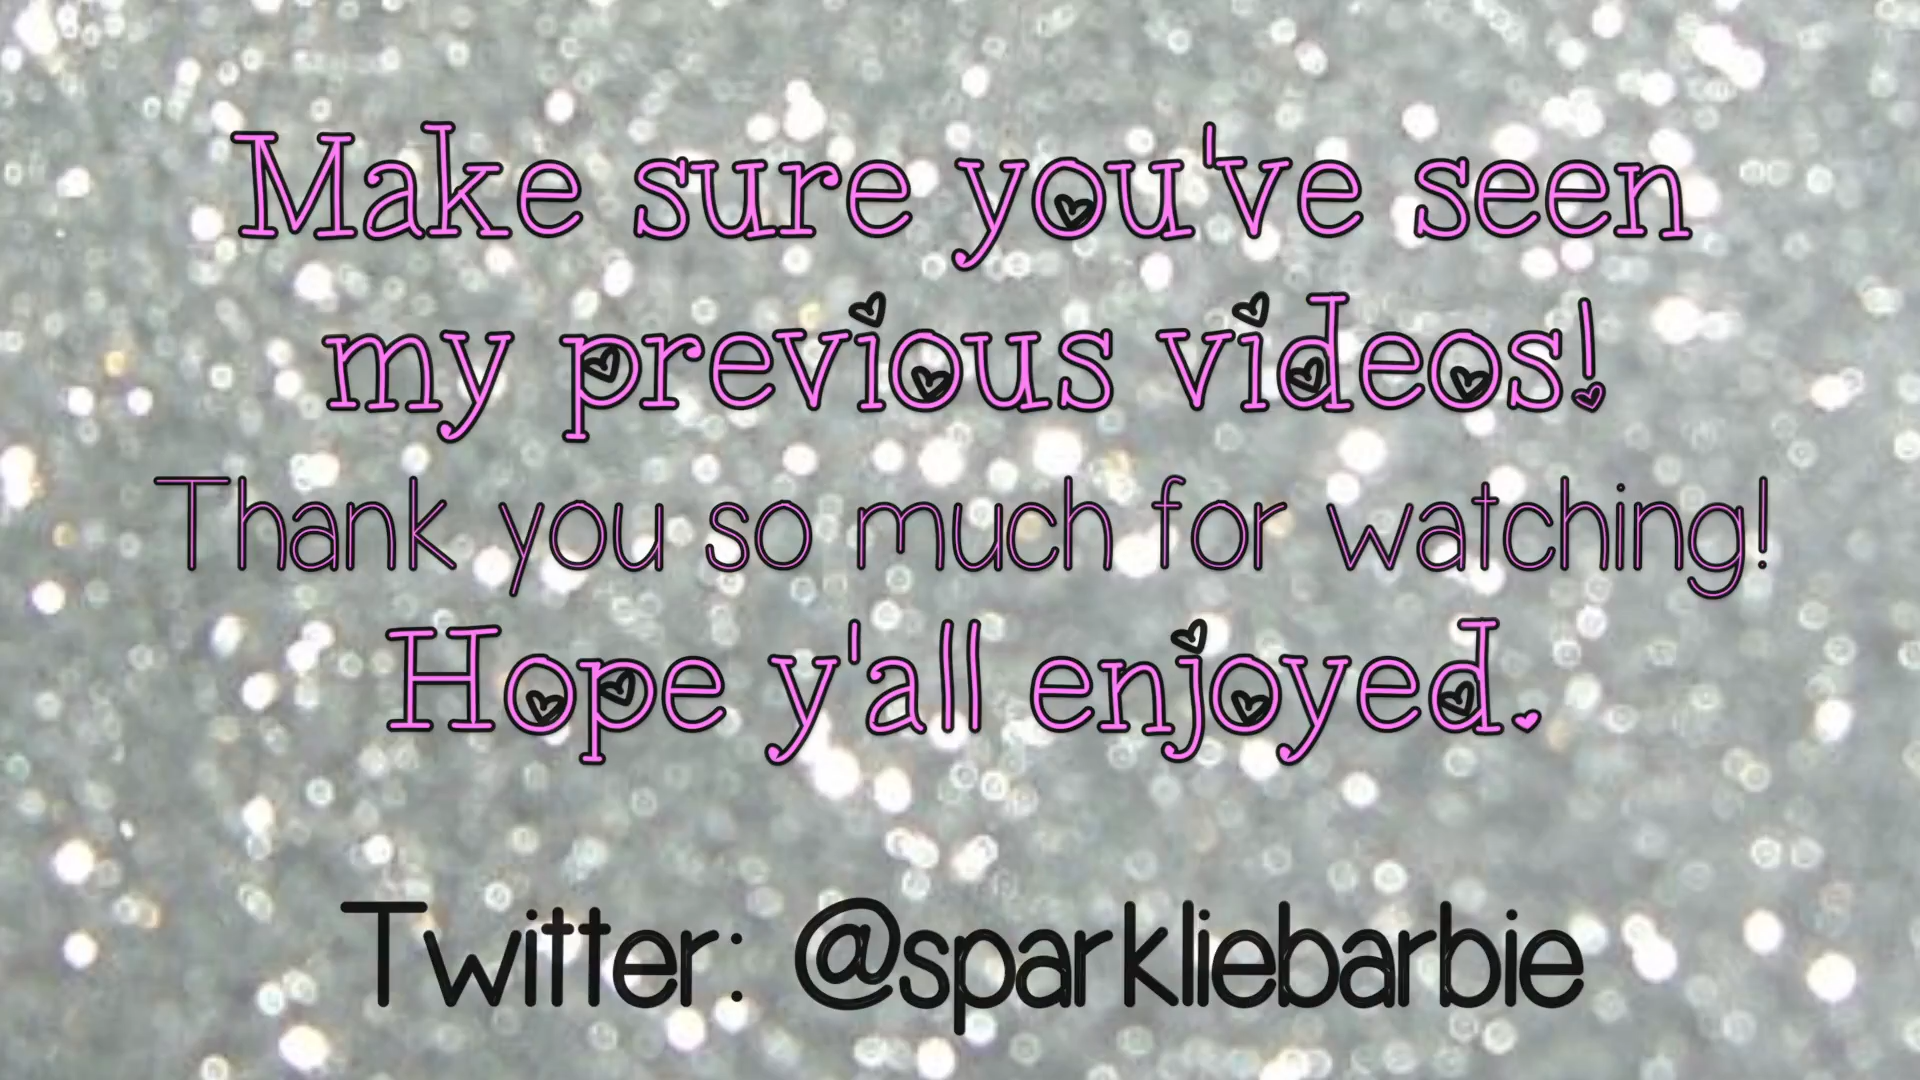 Make sure you've seen
my previous videos!
Thank you so much for watching!
Hope y'all enjoyed.
Twitter: @sparkliebarbie